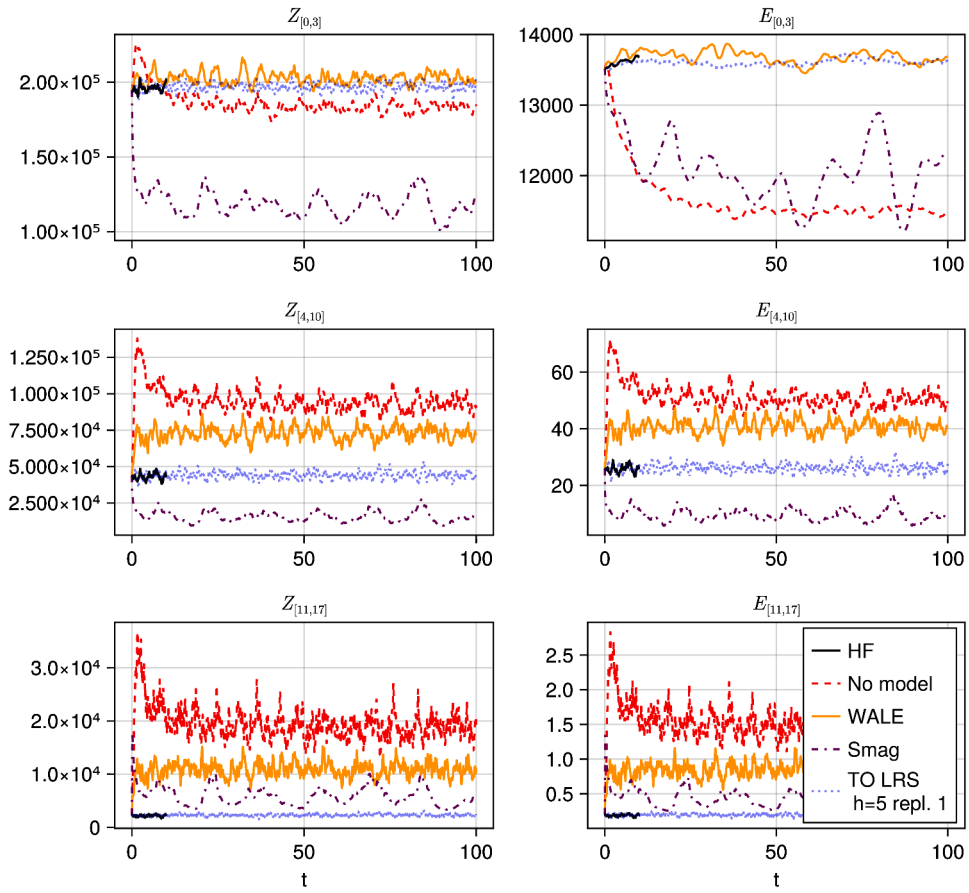 Z[0,3]
E[0,3]
2.00×10⁵
1.50×10⁵
1.00×10⁵
14000
13000
12000
0 50 100
0 50 100
Z[4,10]
E[4,10]
1.250×10⁵
1.000×10⁵
7.500×10⁴
5.000×10⁴
2.500×10⁴
60
40
20
0 50 100
0 50 100
Z[11,17]
E[11,17]
3.0×10⁴
2.0×10⁴
1.0×10⁴
0
2.5
2.0
1.5
1.0
0.5
HF
No model
WALE
Smag
TO LRS
h=5 repl. 1
0 50 100
0 50 100
t
t